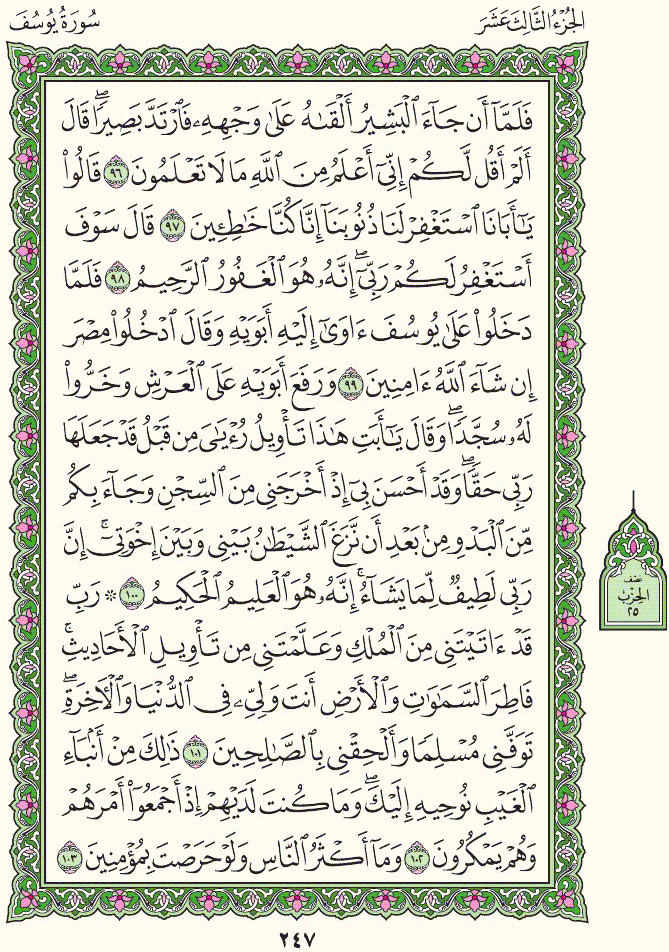 الجُزْءُ الثَّالِثَ عَشَرَ
سُورَةُ يُوسُفَ
فَلَمَّآ أَن جَآءَ ٱلْبَشِيرُ أَلْقَىٰهُ عَلَىٰ وَجْهِهِۦ فَٱرْتَدَّ بَصِيرًاۖ قَالَ
أَلَمْ أَقُل لَّكُمْ إِنِّىٓ أَعْلَمُ مِنَ ٱللَّهِ مَا لَا تَعْلَمُونَ ٩٦ قَالُوا۟
يَـٰٓأَبَانَا ٱسْتَغْفِرْ لَنَا ذُنُوبَنَآ إِنَّا كُنَّا خَـٰطِـِٔينَ ٩٧ قَالَ سَوْفَ
أَسْتَغْفِرُ لَكُمْ رَبِّىٓۖ إِنَّهُۥ هُوَ ٱلْغَفُورُ ٱلرَّحِيمُ ٩٨ فَلَمَّا
دَخَلُوا۟ عَلَىٰ يُوسُفَ ءَاوَىٰٓ إِلَيْهِ أَبَوَيْهِ وَقَالَ ٱدْخُلُوا۟ مِصْرَ
إِن شَآءَ ٱللَّهُ ءَامِنِينَ ٩٩ وَرَفَعَ أَبَوَيْهِ عَلَى ٱلْعَرْشِ وَخَرُّوا۟
لَهُۥ سُجَّدًاۖ وَقَالَ يَـٰٓأَبَتِ هَـٰذَا تَأْوِيلُ رُءْيَـٰىَ مِن قَبْلُ قَدْ جَعَلَهَا
رَبِّى حَقًّاۖ وَقَدْ أَحْسَنَ بِىٓ إِذْ أَخْرَجَنِى مِنَ ٱلسِّجْنِ وَجَآءَ بِكُم
مِّنَ ٱلْبَدْوِ مِنۢ بَعْدِ أَن نَّزَغَ ٱلشَّيْطَـٰنُ بَيْنِى وَبَيْنَ إِخْوَتِىٓۚ إِنَّ
رَبِّى لَطِيفٌ لِّمَا يَشَآءُۚ إِنَّهُۥ هُوَ ٱلْعَلِيمُ ٱلْحَكِيمُ ١٠٠ ۞ رَبِّ
قَدْ ءَاتَيْتَنِى مِنَ ٱلْمُلْكِ وَعَلَّمْتَنِى مِن تَأْوِيلِ ٱلْأَحَادِيثِۚ
فَاطِرَ ٱلسَّمَـٰوَٰتِ وَٱلْأَرْضِ أَنتَ وَلِىِّۦ فِى ٱلدُّنْيَا وَٱلْـَٔاخِرَةِۖ
تَوَفَّنِى مُسْلِمًا وَأَلْحِقْنِى بِٱلصَّـٰلِحِينَ ١٠١ ذَٰلِكَ مِنْ أَنۢبَآءِ
ٱلْغَيْبِ نُوحِيهِ إِلَيْكَۖ وَمَا كُنتَ لَدَيْهِمْ إِذْ أَجْمَعُوٓا۟ أَمْرَهُمْ
وَهُمْ يَمْكُرُونَ ١٠٢ وَمَآ أَكْثَرُ ٱلنَّاسِ وَلَوْ حَرَصْتَ بِمُؤْمِنِينَ ١٠٣
نصف
الحزب
٢٥
٢٤٧